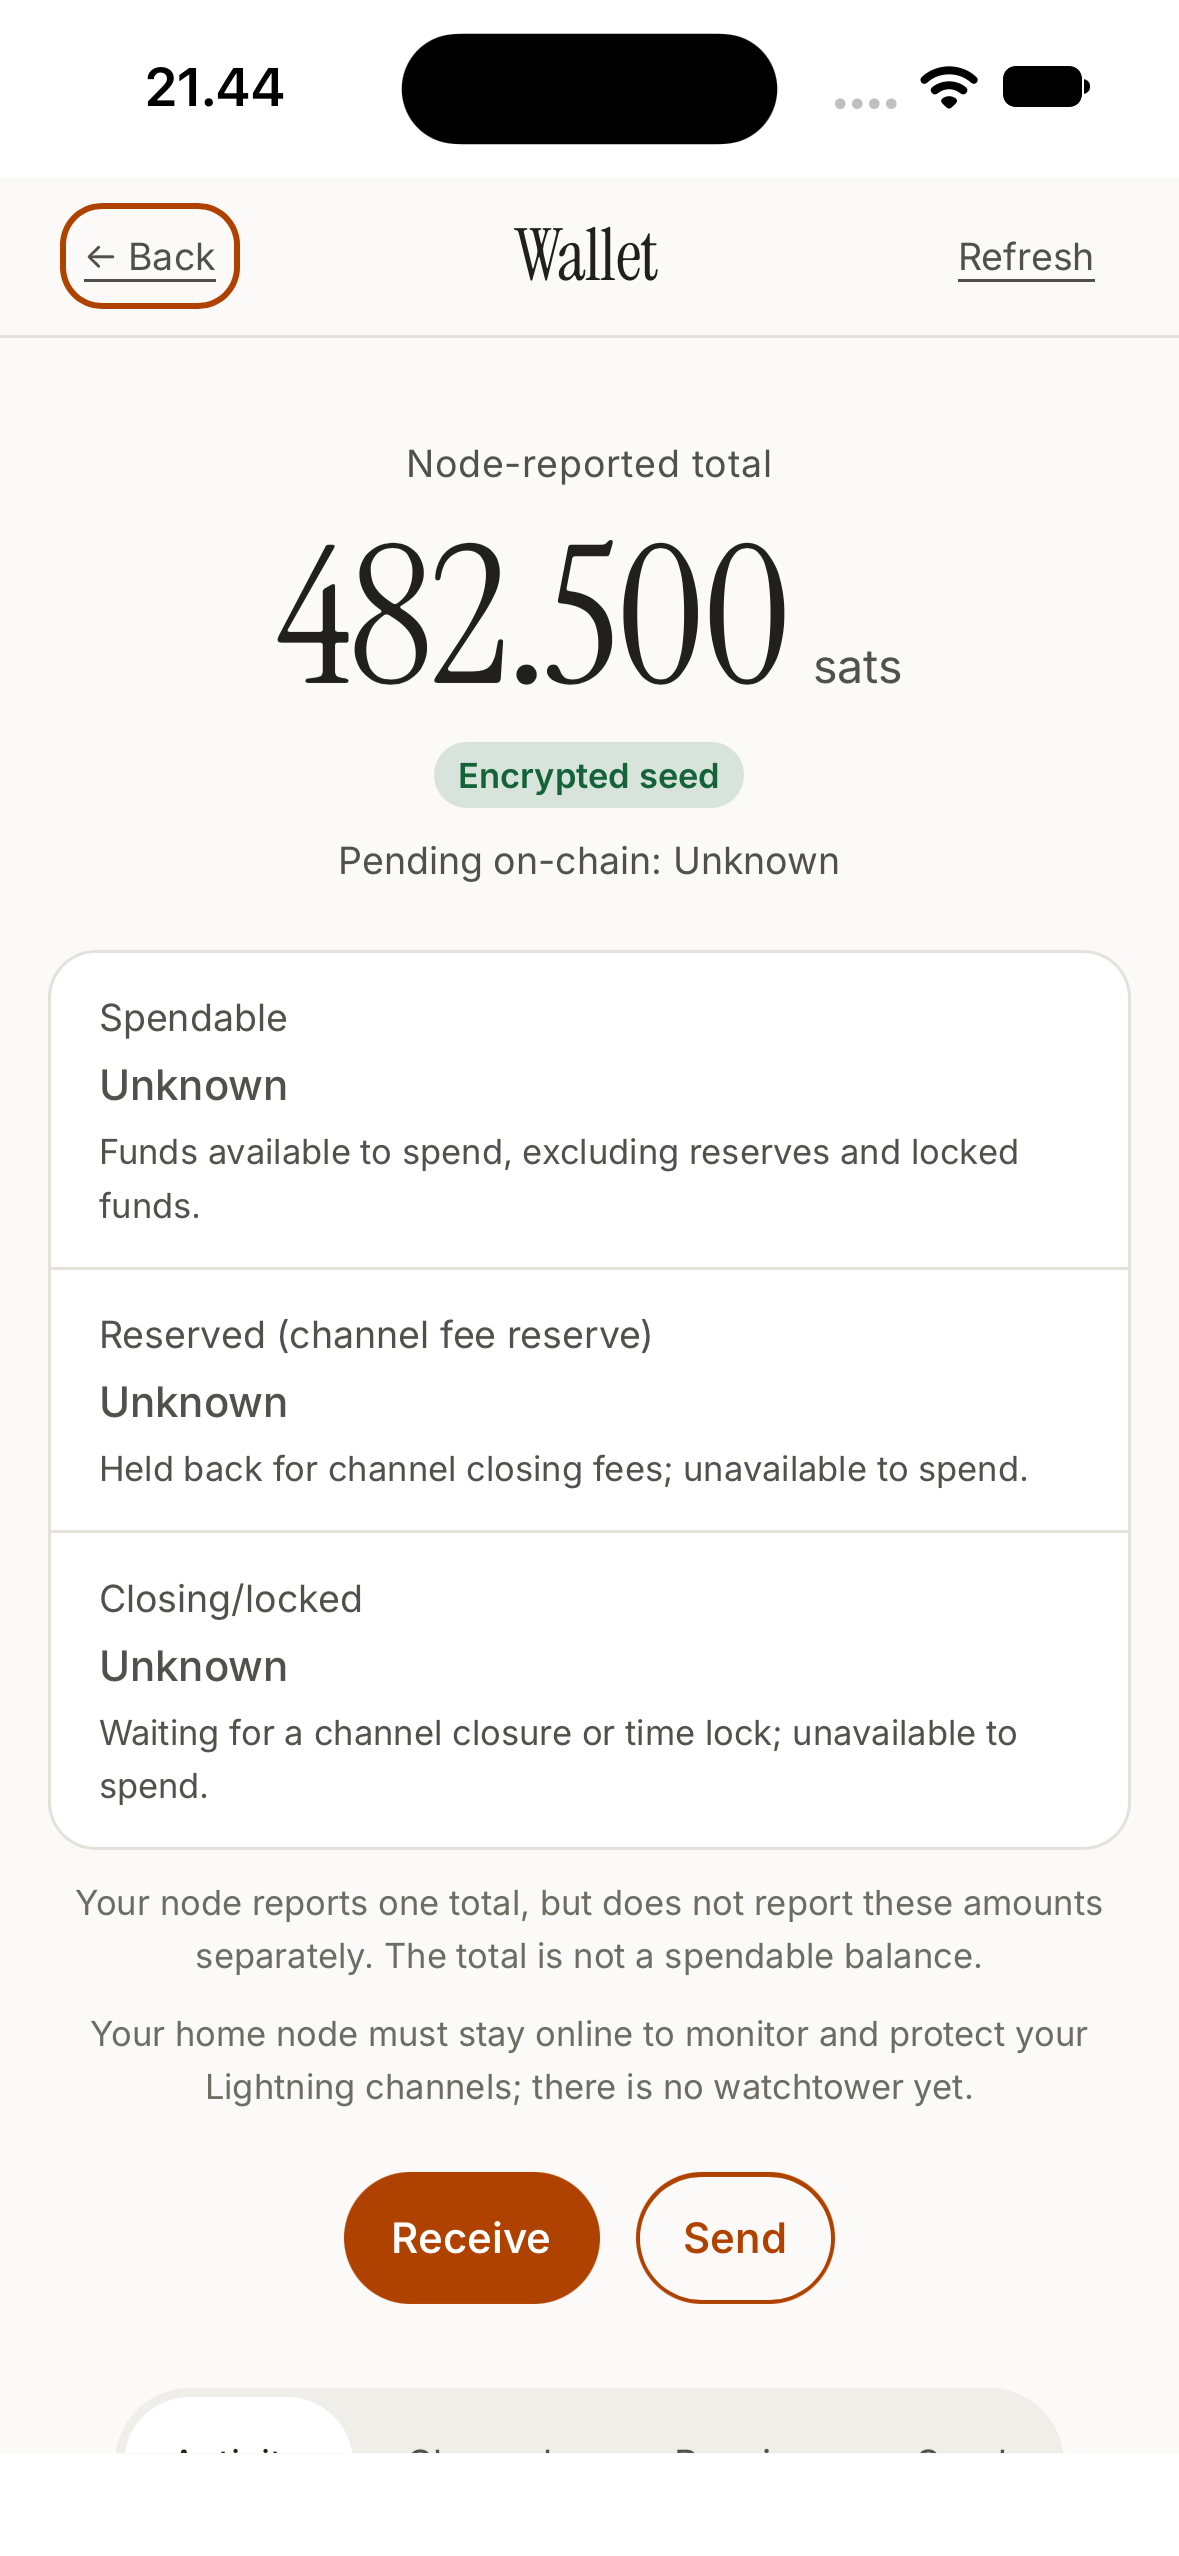 21.44
← Back
Wallet
Refresh
Node-reported total
482.500 sats
Encrypted seed
Pending on-chain: Unknown
Spendable
Unknown
Funds available to spend, excluding reserves and locked
funds.
Reserved (channel fee reserve)
Unknown
Held back for channel closing fees; unavailable to spend.
Closing/locked
Unknown
Waiting for a channel closure or time lock; unavailable to
spend.
Your node reports one total, but does not report these amounts
separately. The total is not a spendable balance.
Your home node must stay online to monitor and protect your
Lightning channels; there is no watchtower yet.
Receive
Send